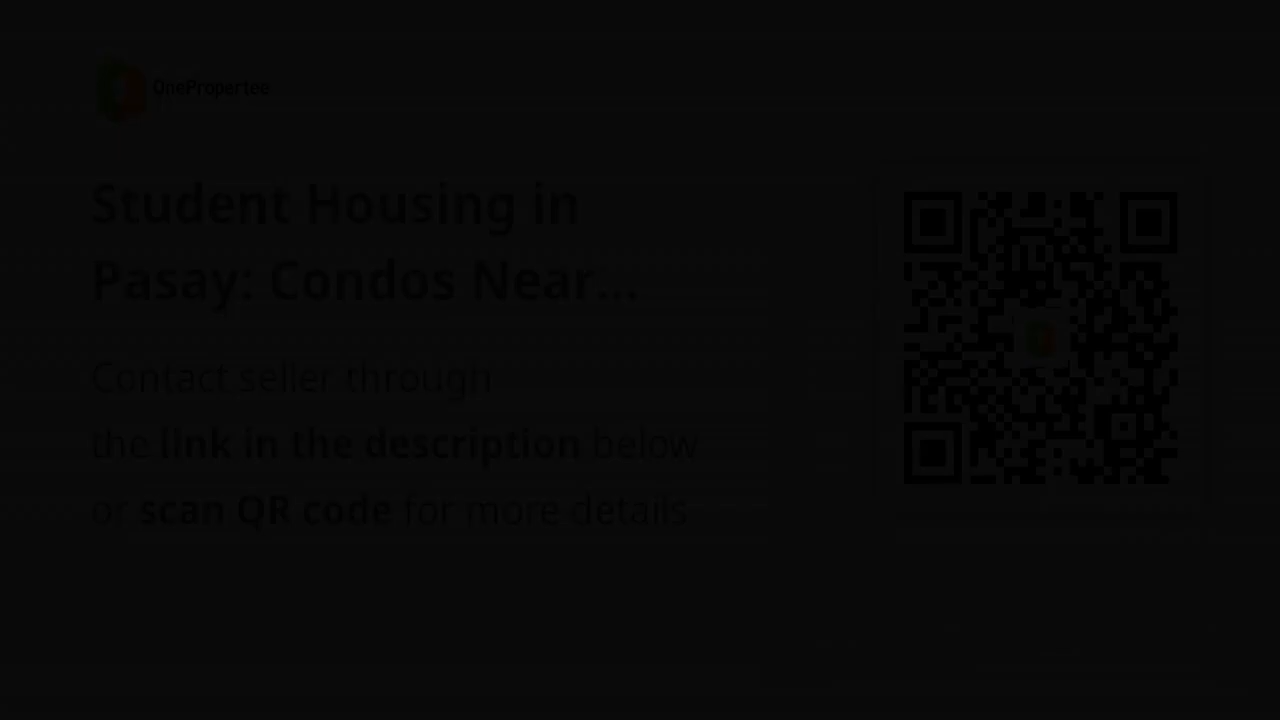 OnePropertee
Student Housing in
Pasay: Condos Near...
Contact seller through
the link in the description below
or scan QR code for more details